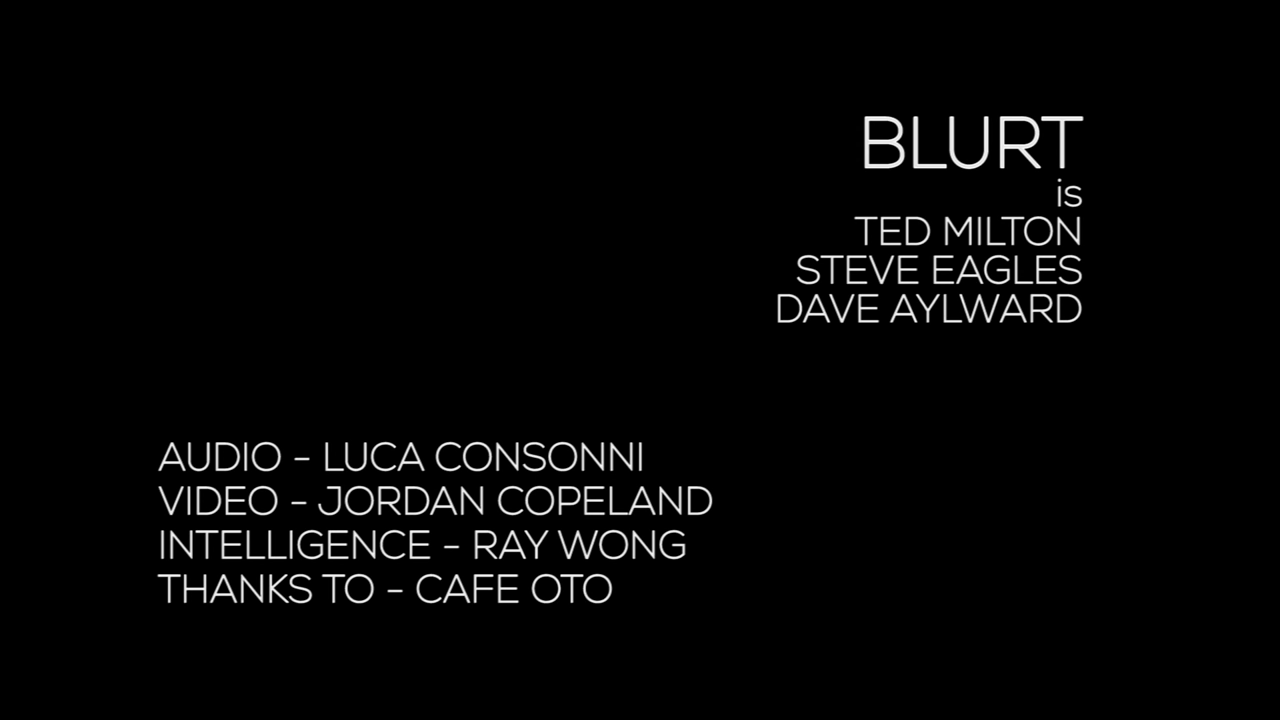 BLURT
is
TED MILTON
STEVE EAGLES
DAVE AYLWARD
AUDIO - LUCA CONSONNI
VIDEO - JORDAN COPELAND
INTELLIGENCE - RAY WONG
THANKS TO - CAFE OTO